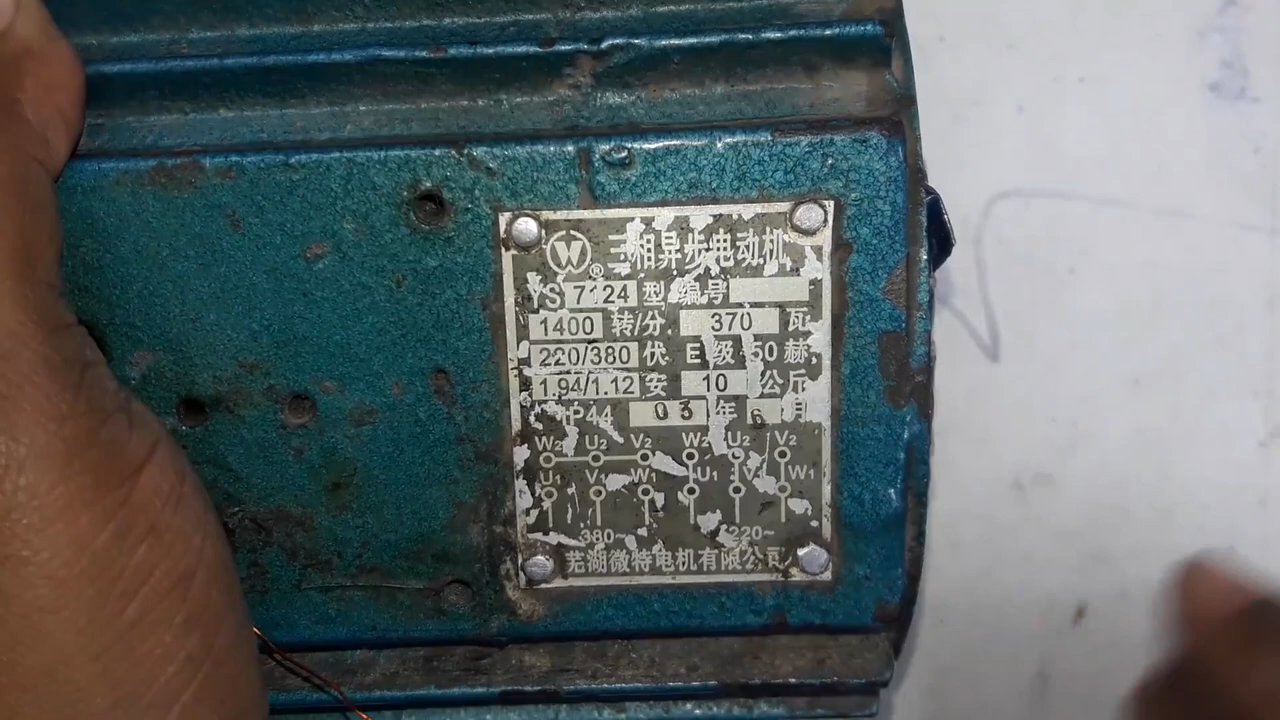 W ® 三相异步电动机
YS 7124 型 编号
1400 转/分 370 瓦
220/380 伏 E 级 50 赫
1.94/1.12 安 10 公斤
IP44 03 年 6 月
W2 U2 V2 W2 U2 V2
U1 V1 W1 U1 V1 W1
380~ 220~
芜湖微特电机有限公司